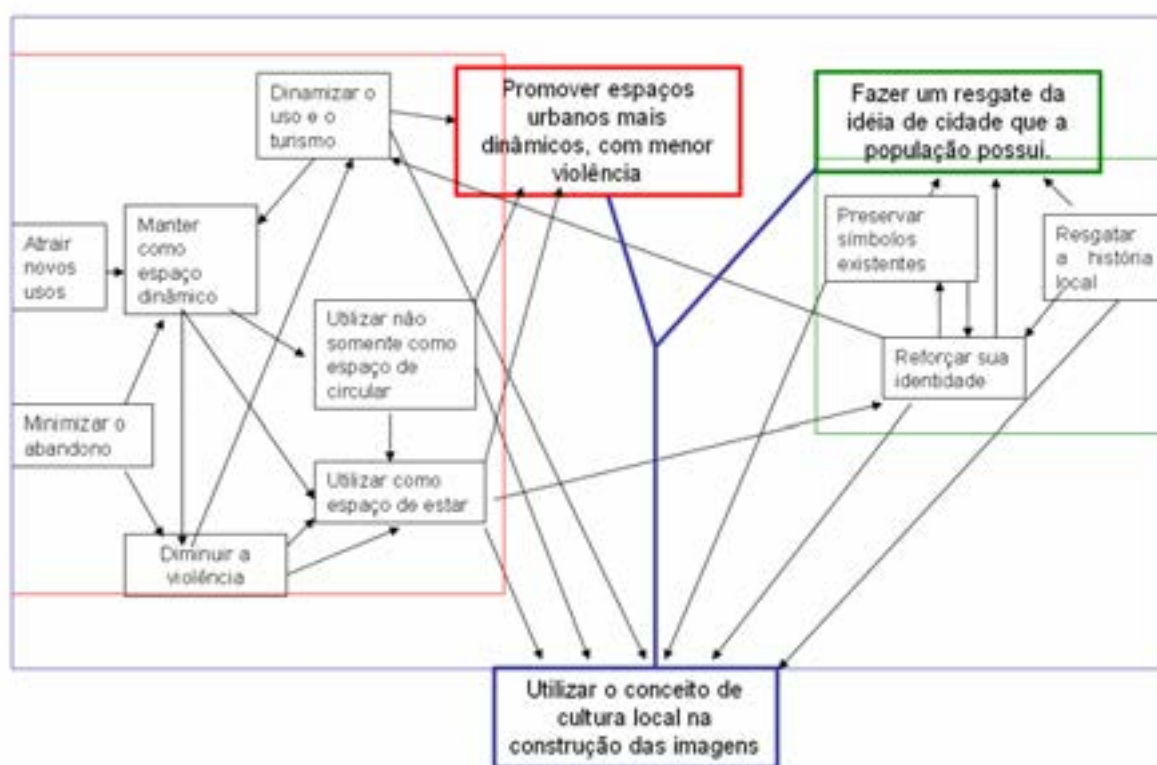 Dinamizar o
uso e o
turismo
Promover espaços
urbanos mais
dinâmicos, com menor
violência
Fazer um resgate da
idéia de cidade que a
população possui.
Atrair
novos
usos
Manter
como
espaço
dinâmico
Preservar
símbolos
existentes
Resgatar
a história
local
Utilizar não
somente como
espaço de
circular
Reforçar sua
identidade
Minimizar o
abandono
Utilizar como
espaço de estar
Diminuir a
violência
Utilizar o conceito de
cultura local na
construção das imagens